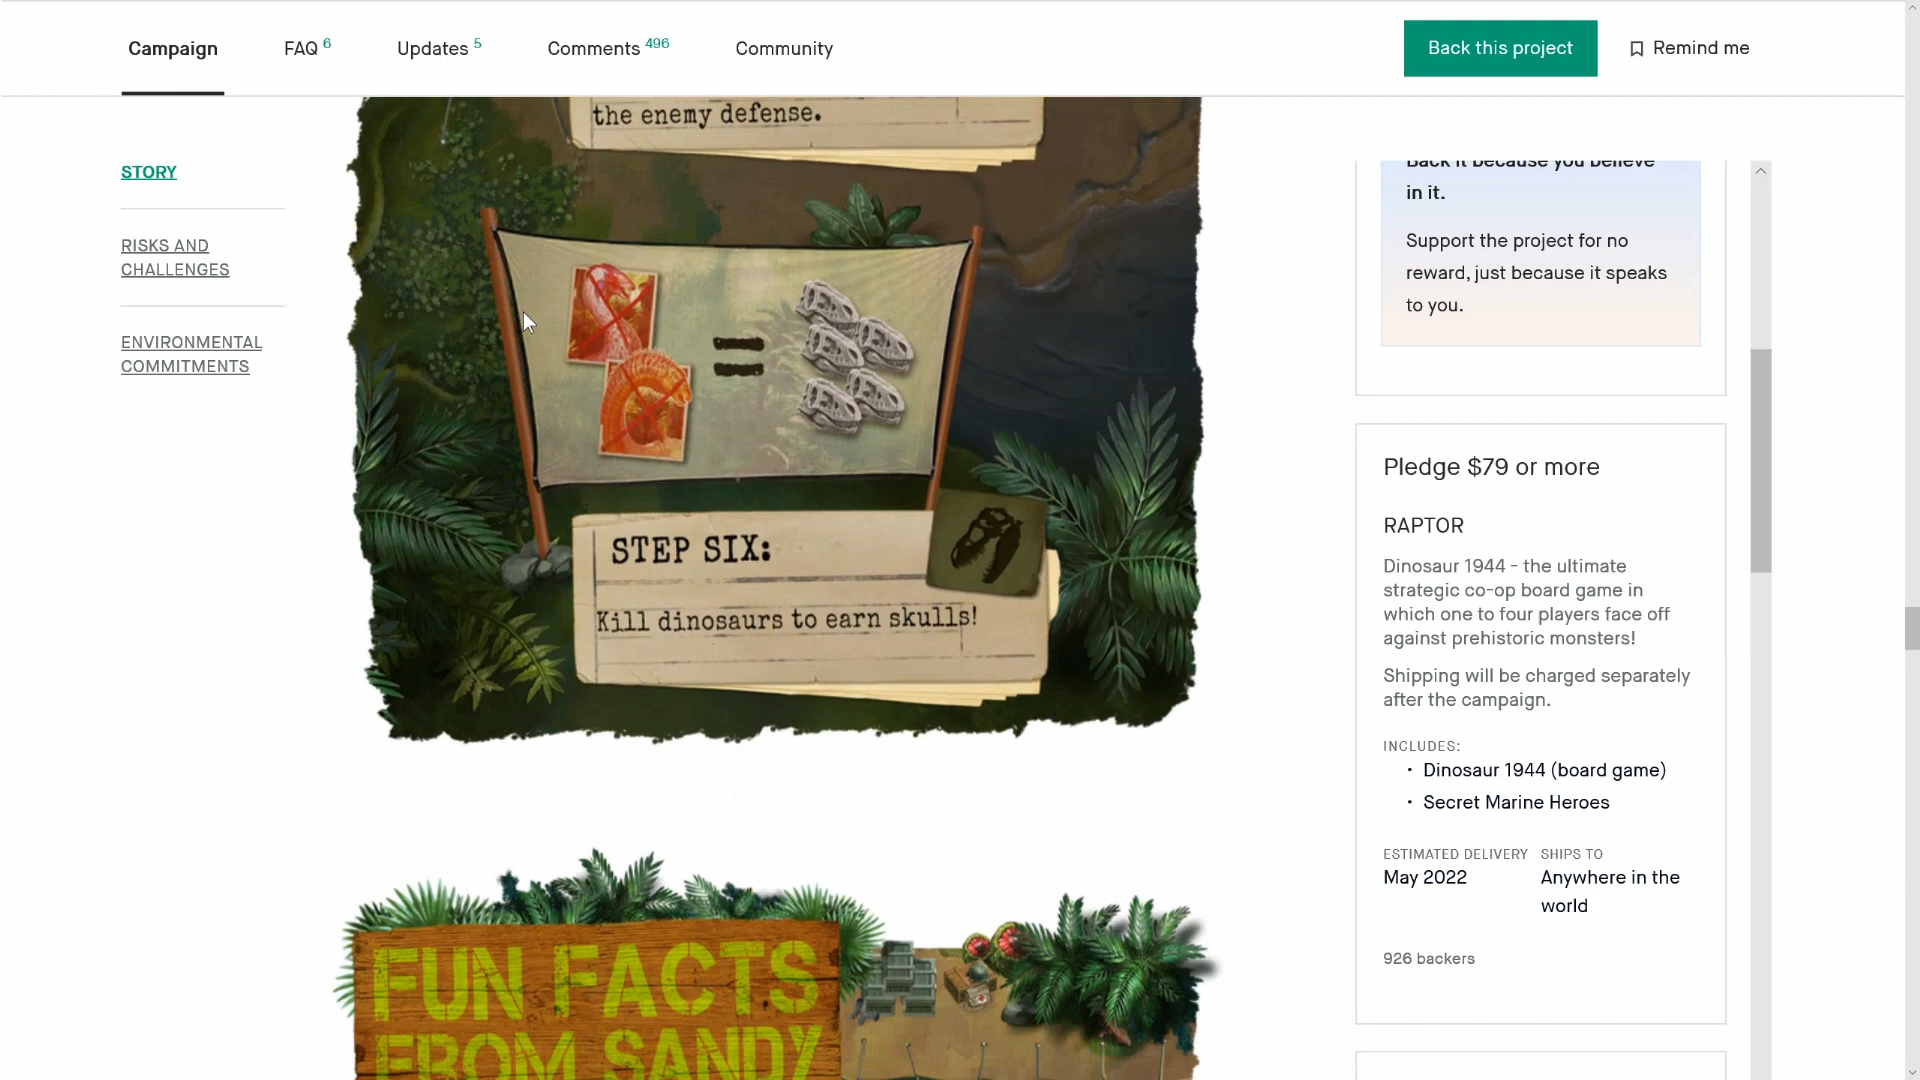 Campaign
FAQ 6
Updates 5
Comments 496
Community
Back this project
Remind me
STORY
RISKS AND
CHALLENGES
ENVIRONMENTAL
COMMITMENTS
the enemy defense.
STEP SIX:
Kill dinosaurs to earn skulls!
FUN FACTS
FROM SANDY
Back it because you believe
in it.
Support the project for no
reward, just because it speaks
to you.
Pledge $79 or more
RAPTOR
Dinosaur 1944 - the ultimate
strategic co-op board game in
which one to four players face off
against prehistoric monsters!
Shipping will be charged separately
after the campaign.
INCLUDES:
• Dinosaur 1944 (board game)
• Secret Marine Heroes
ESTIMATED DELIVERY
May 2022
SHIPS TO
Anywhere in the
world
926 backers